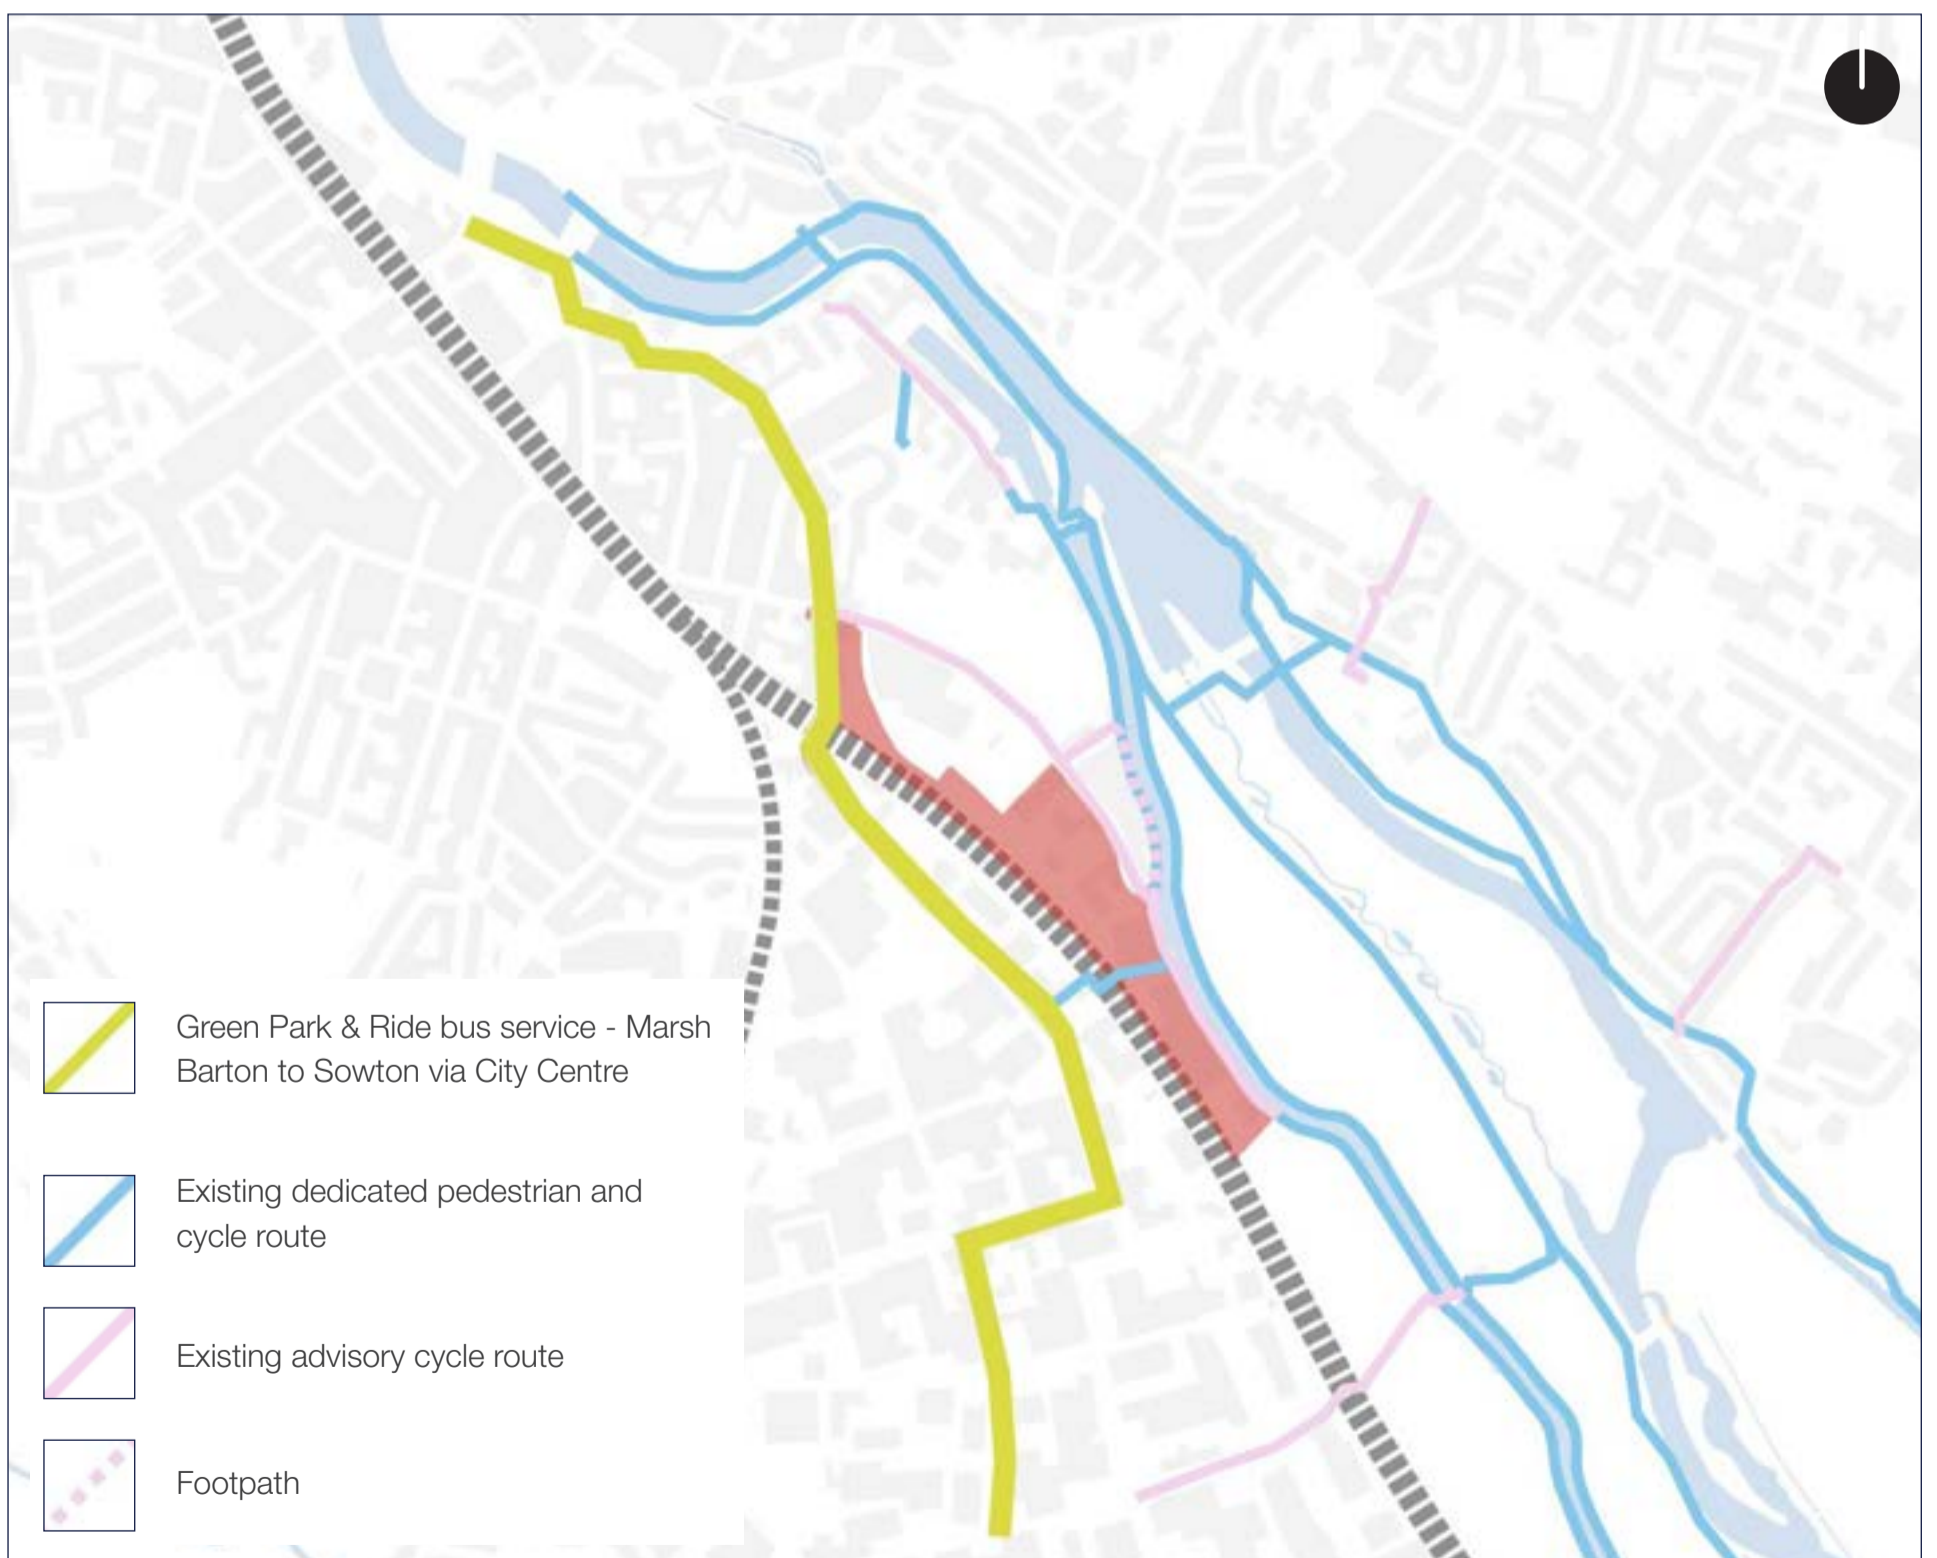 Green Park & Ride bus service - Marsh
Barton to Sowton via City Centre
Existing dedicated pedestrian and
cycle route
Existing advisory cycle route
Footpath